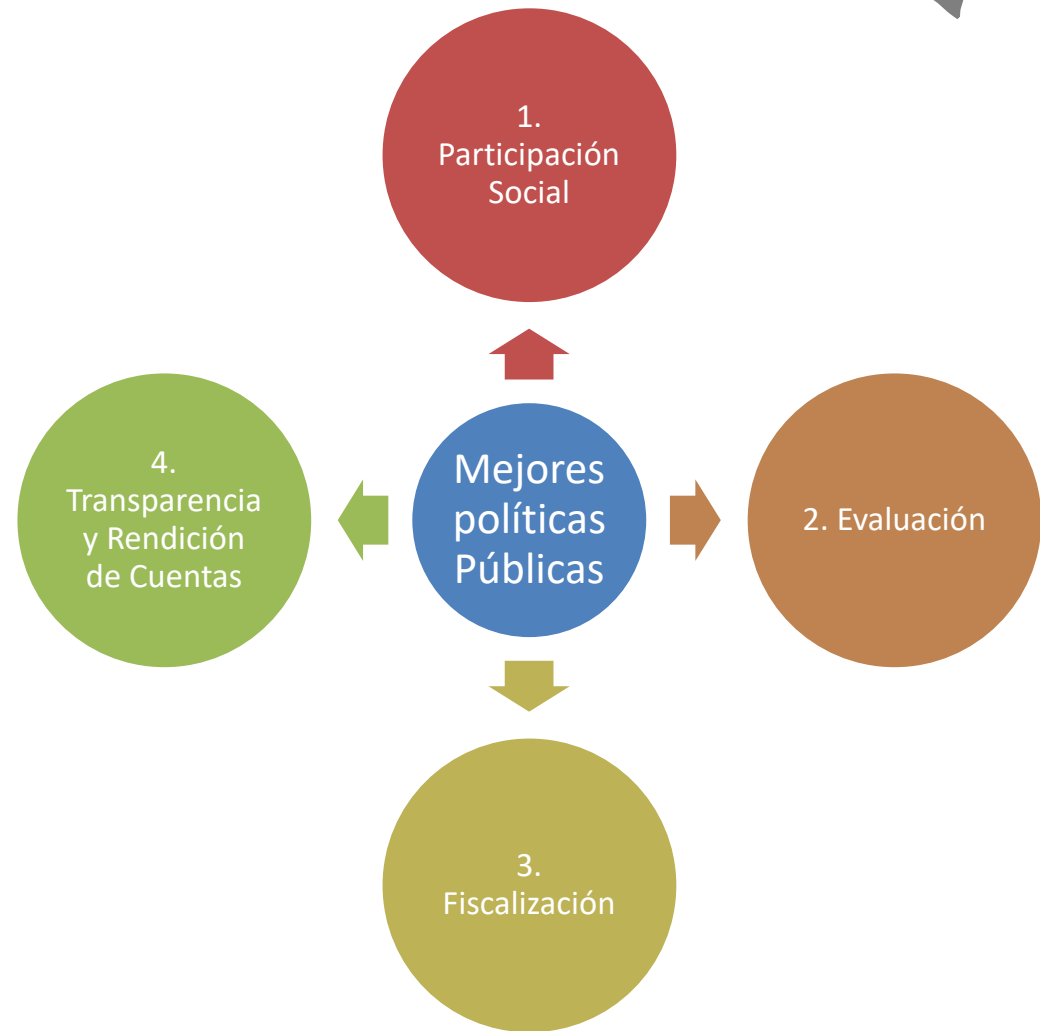 1.
Participación
Social
4.
Transparencia
y Rendición
de Cuentas
Mejores
políticas
Públicas
2. Evaluación
3.
Fiscalización